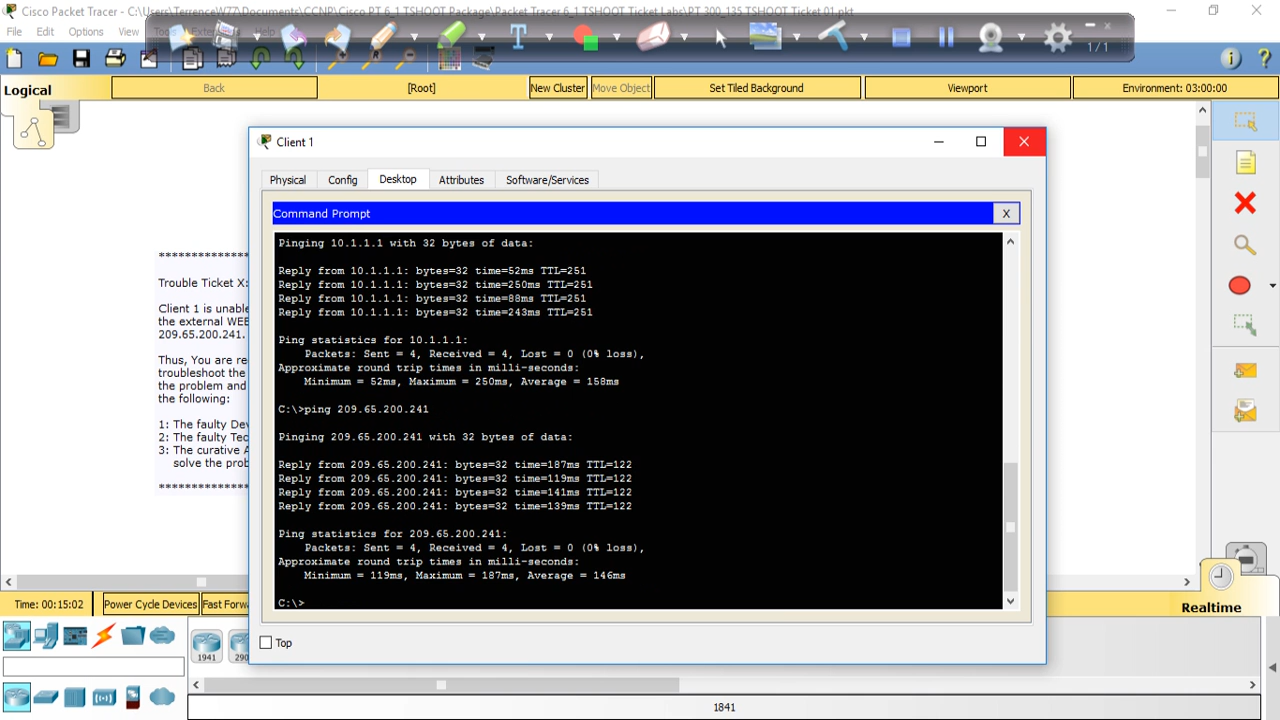 Cisco PT 6_1 TSHOOT Package\Packet Tracer 6_1 TSHOOT Ticket Labs\PT 300_135 TSHOOT Ticket 01.pkt
File Edit Options View
1/1
Logical
Back
[Root]
New Cluster
Move Object
Set Tiled Background
Viewport
Environment: 03:00:00
Client 1
Physical
Config
Desktop
Attributes
Software/Services
Command Prompt
X
Pinging 10.1.1.1 with 32 bytes of data:
Reply from 10.1.1.1: bytes=32 time=52ms TTL=251
Reply from 10.1.1.1: bytes=32 time=250ms TTL=251
Reply from 10.1.1.1: bytes=32 time=88ms TTL=251
Reply from 10.1.1.1: bytes=32 time=243ms TTL=251
Ping statistics for 10.1.1.1:
Packets: Sent = 4, Received = 4, Lost = 0 (0% loss),
Approximate round trip times in milli-seconds:
Minimum = 52ms, Maximum = 250ms, Average = 158ms
C:\>ping 209.65.200.241
Pinging 209.65.200.241 with 32 bytes of data:
Reply from 209.65.200.241: bytes=32 time=187ms TTL=122
Reply from 209.65.200.241: bytes=32 time=119ms TTL=122
Reply from 209.65.200.241: bytes=32 time=141ms TTL=122
Reply from 209.65.200.241: bytes=32 time=139ms TTL=122
Ping statistics for 209.65.200.241:
Packets: Sent = 4, Received = 4, Lost = 0 (0% loss),
Approximate round trip times in milli-seconds:
Minimum = 119ms, Maximum = 187ms, Average = 146ms
C:\>
Top
****************
Trouble Ticket X:
Client 1 is unable
the external WEB
209.65.200.241.
Thus, You are re
troubleshoot the
the problem and
the following:
1: The faulty Dev
2: The faulty Tec
3: The curative A
solve the prob
****************
Time: 00:15:02
Power Cycle Devices
Fast Forw
Realtime
1941
290
1841